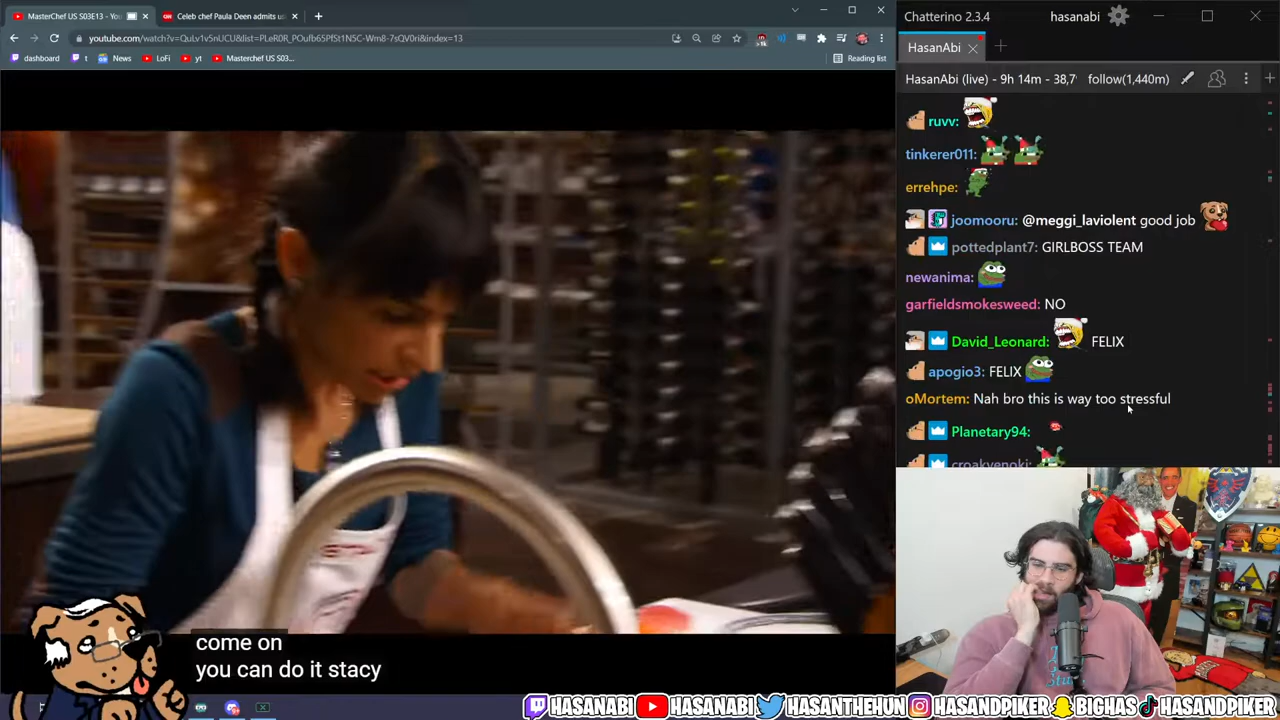 MasterChef US S03E13 - You
Celeb chef Paula Deen admits us
youtube.com/watch?v=QuLv1v5nUCU&list=PLeR0R_POufb65Pf5t1N5C-Wm8-7sQV0ri&index=13
dashboard
t
News
LoFi
yt
Masterchef US S03...
Reading list
come on
you can do it stacy
Chatterino 2.3.4
hasanabi
HasanAbi
HasanAbi (live) - 9h 14m - 38,7
follow(1,440m)
ruvv:
tinkerer011:
errehpe:
joomooru: @meggi_laviolent good job
pottedplant7: GIRLBOSS TEAM
newanima:
garfieldsmokesweed: NO
David_Leonard: FELIX
apogio3: FELIX
oMortem: Nah bro this is way too stressful
Planetary94:
croakyenoki:
HASANABI
HASANABI
HASANTHEHUN
HASANDPIKER
BIGHAS
HASANDPIKER